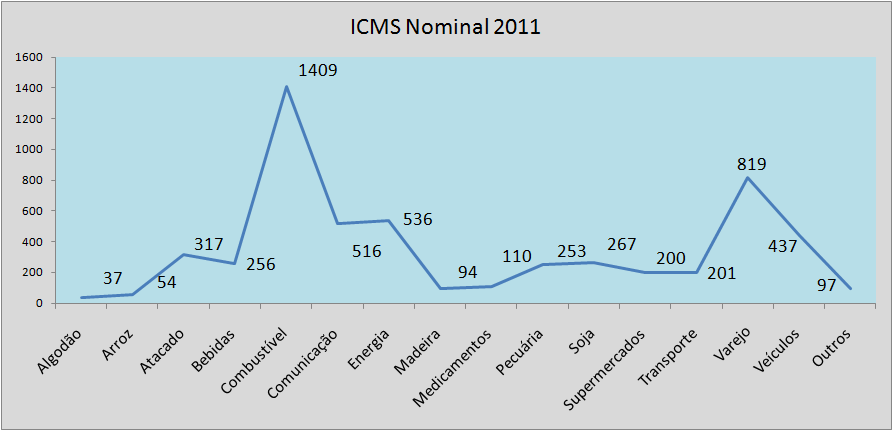 ICMS Nominal 2011
1600
1400
1200
1000
800
600
400
200
0
37
54
317
256
1409
516
536
94
110
253
267
200
201
819
437
97
Algodão
Arroz
Atacado
Bebidas
Combustível
Comunicação
Energia
Madeira
Medicamentos
Pecuária
Soja
Supermercados
Transporte
Varejo
Veículos
Outros